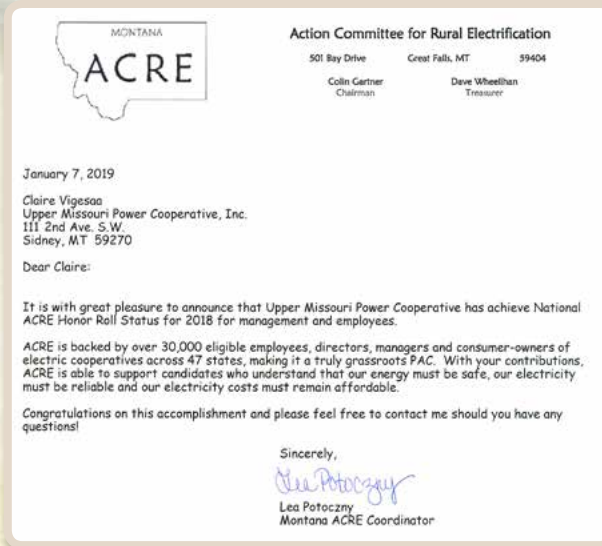 MONTANA
ACRE
Action Committee for Rural Electrification
501 Bay Drive Great Falls, MT 59404
Colin Gartner Dave Wheelihan
Chairman Treasurer
January 7, 2019
Claire Vigesaa
Upper Missouri Power Cooperative, Inc.
111 2nd Ave. S.W.
Sidney, MT 59270
Dear Claire:
It is with great pleasure to announce that Upper Missouri Power Cooperative has achieve National
ACRE Honor Roll Status for 2018 for management and employees.
ACRE is backed by over 30,000 eligible employees, directors, managers and consumer-owners of
electric cooperatives across 47 states, making it a truly grassroots PAC. With your contributions,
ACRE is able to support candidates who understand that our energy must be safe, our electricity
must be reliable and our electricity costs must remain affordable.
Congratulations on this accomplishment and please feel free to contact me should you have any
questions!
Sincerely,
Lea Potoczny
Lea Potoczny
Montana ACRE Coordinator